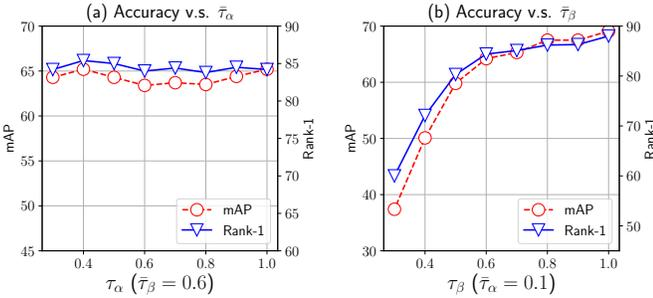 (a) Accuracy v.s. τ̄α
(b) Accuracy v.s. τ̄β
70
65
60
55
50
45
mAP
90
85
80
75
70
65
60
Rank-1
0.4
0.6
0.8
1.0
mAP
Rank-1
τα (τ̄β = 0.6)
70
60
50
40
30
mAP
90
80
70
60
50
Rank-1
0.4
0.6
0.8
1.0
mAP
Rank-1
τβ (τ̄α = 0.1)